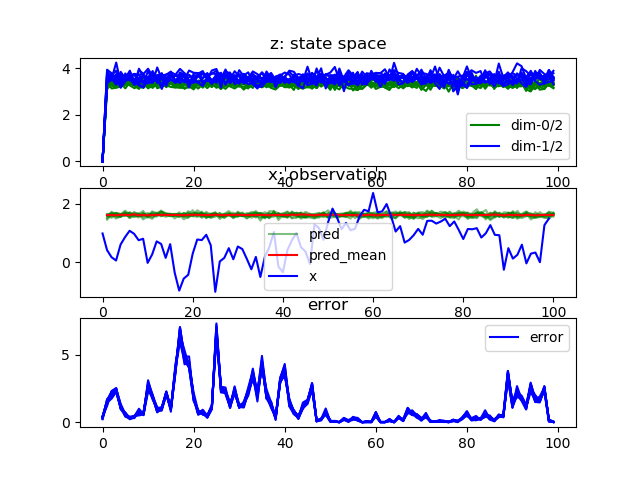 z: state space
4
2
0
dim-0/2
dim-1/2
0 20 40 60 80 100
x: observation
2
0
pred
pred_mean
x
0 20 40 60 80 100
error
5
0
error
0 20 40 60 80 100